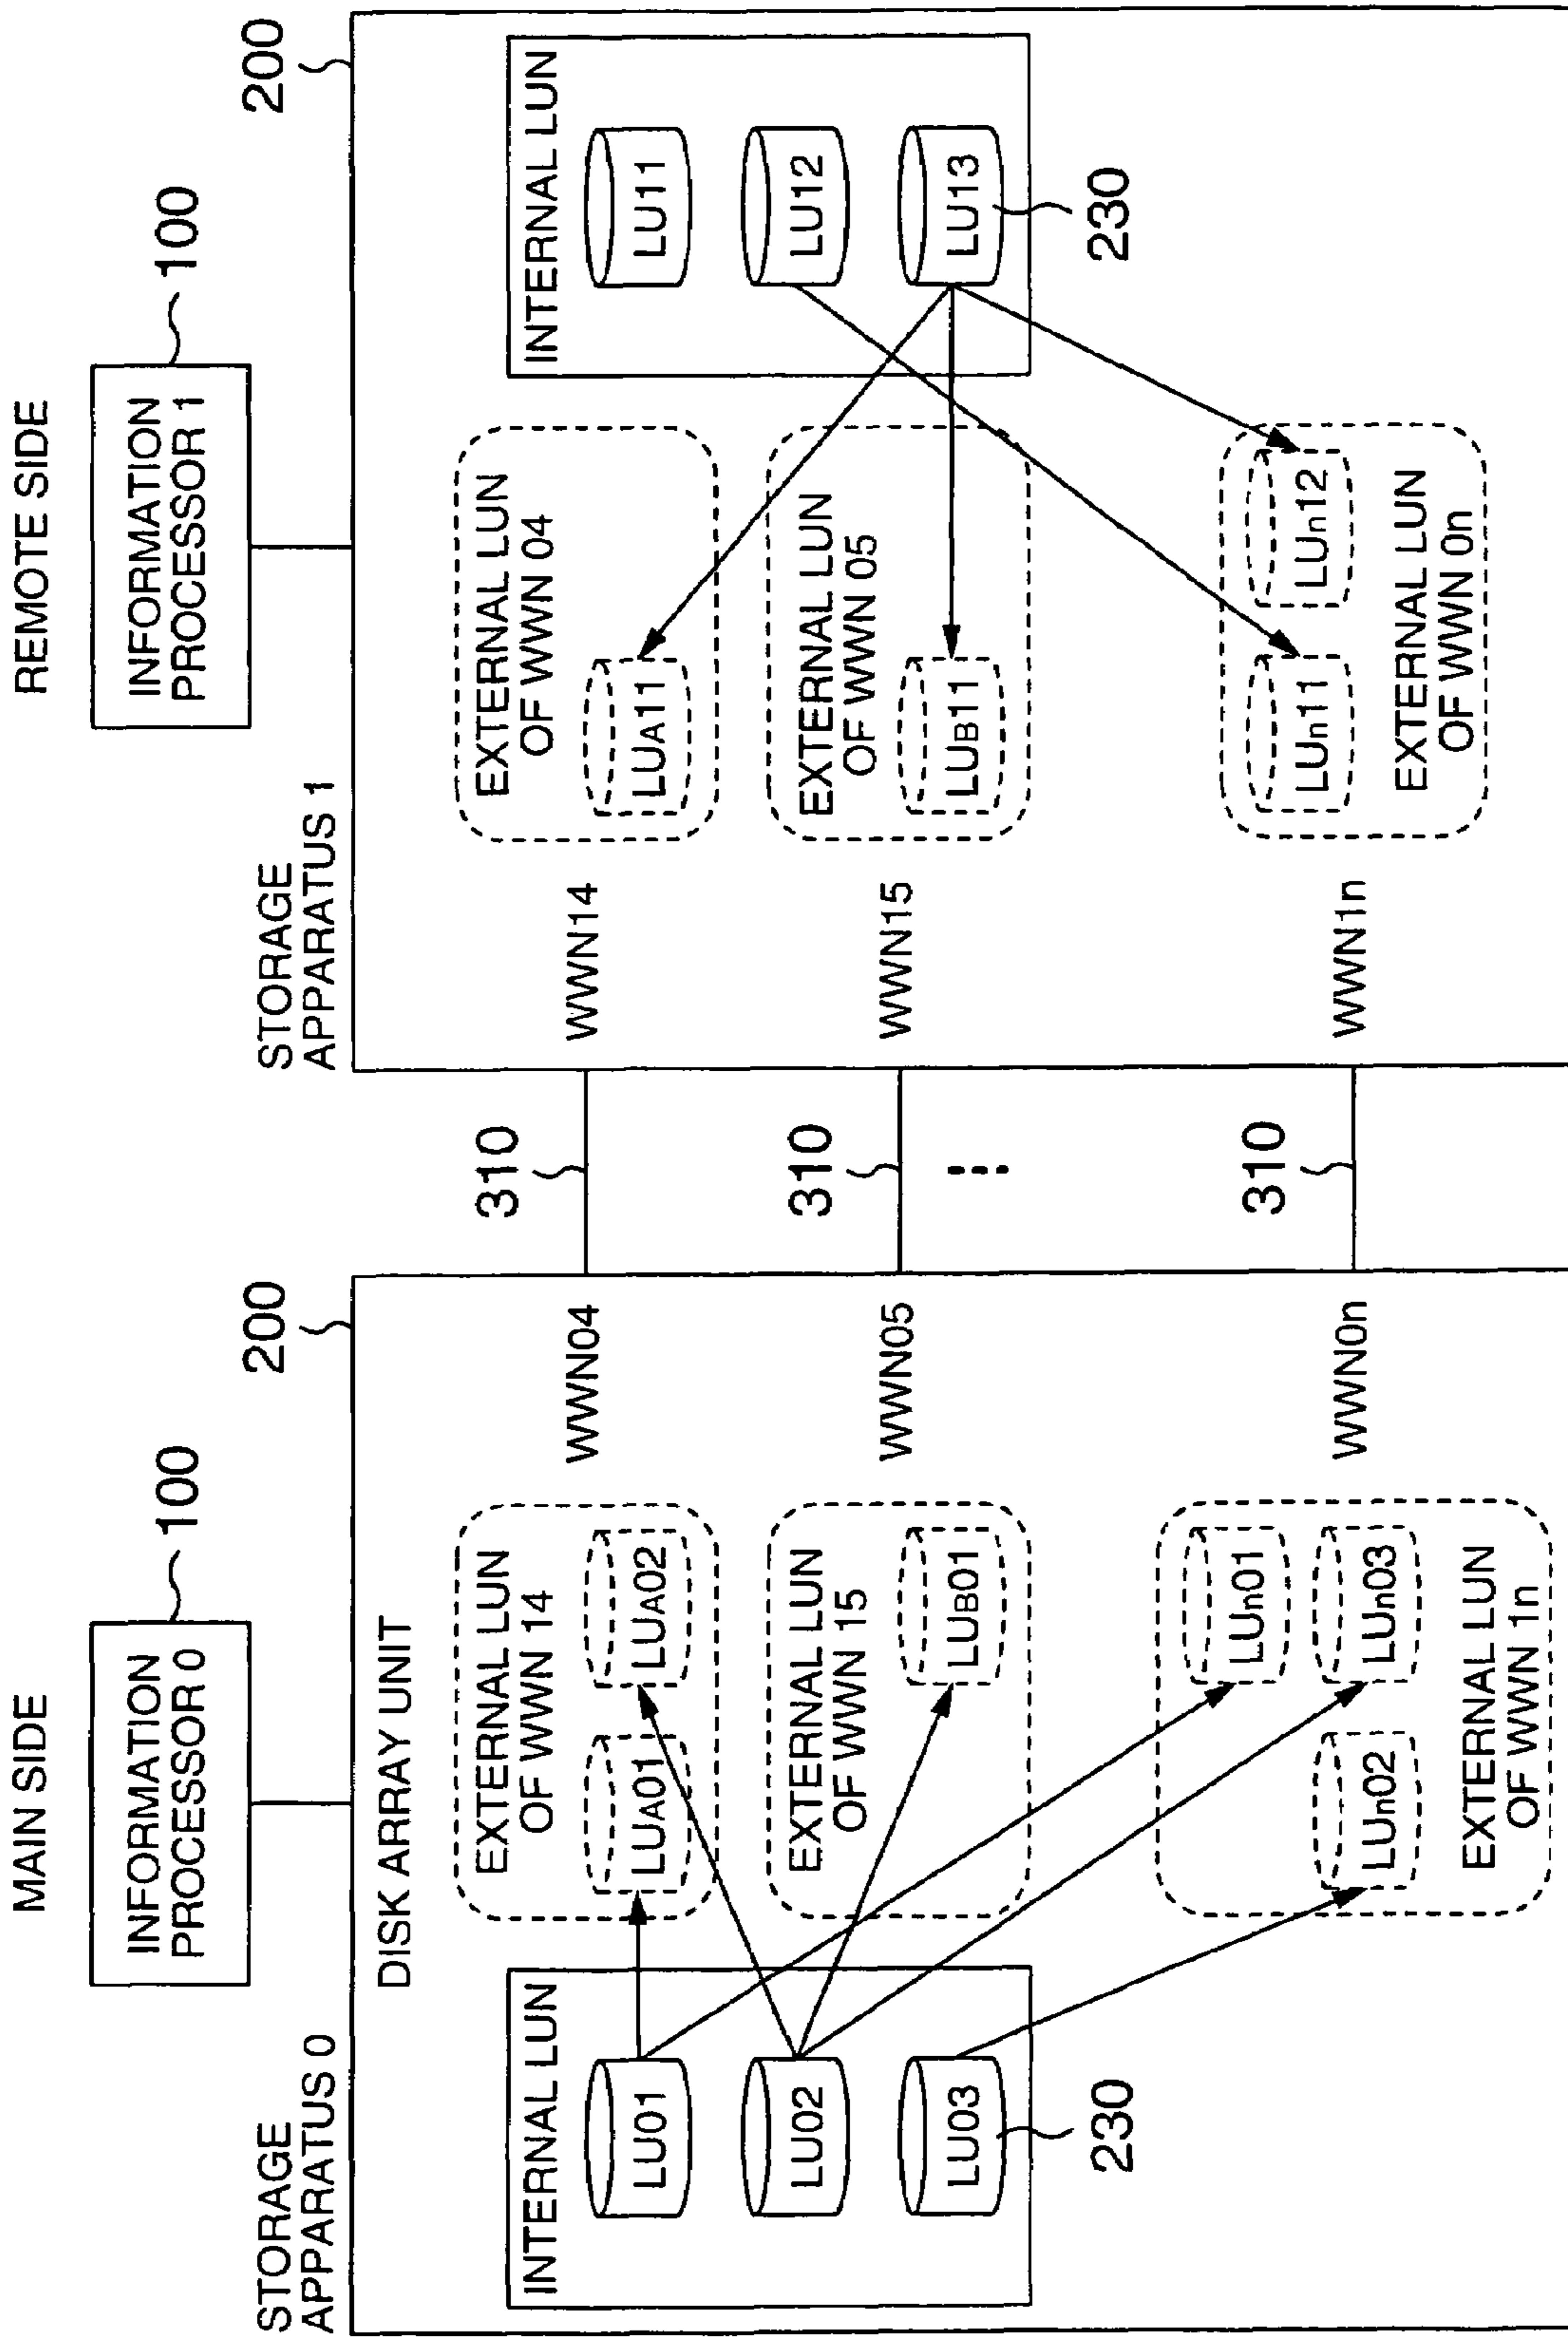 MAIN SIDE
INFORMATION
PROCESSOR 0
100
STORAGE
APPARATUS 0
200
DISK ARRAY UNIT
INTERNAL LUN
LU01
LU02
LU03
230
EXTERNAL LUN
OF WWN 14
LUA01
LUA02
WWN04
EXTERNAL LUN
OF WWN 15
LUB01
WWN05
LUn01
LUn02
LUn03
EXTERNAL LUN
OF WWN 1n
WWN0n
310
310
310
REMOTE SIDE
INFORMATION
PROCESSOR 1
100
STORAGE
APPARATUS 1
200
WWN14
EXTERNAL LUN
OF WWN 04
LUA11
WWN15
EXTERNAL LUN
OF WWN 05
LUB11
WWN1n
LUn11
LUn12
EXTERNAL LUN
OF WWN 0n
INTERNAL LUN
LU11
LU12
LU13
230